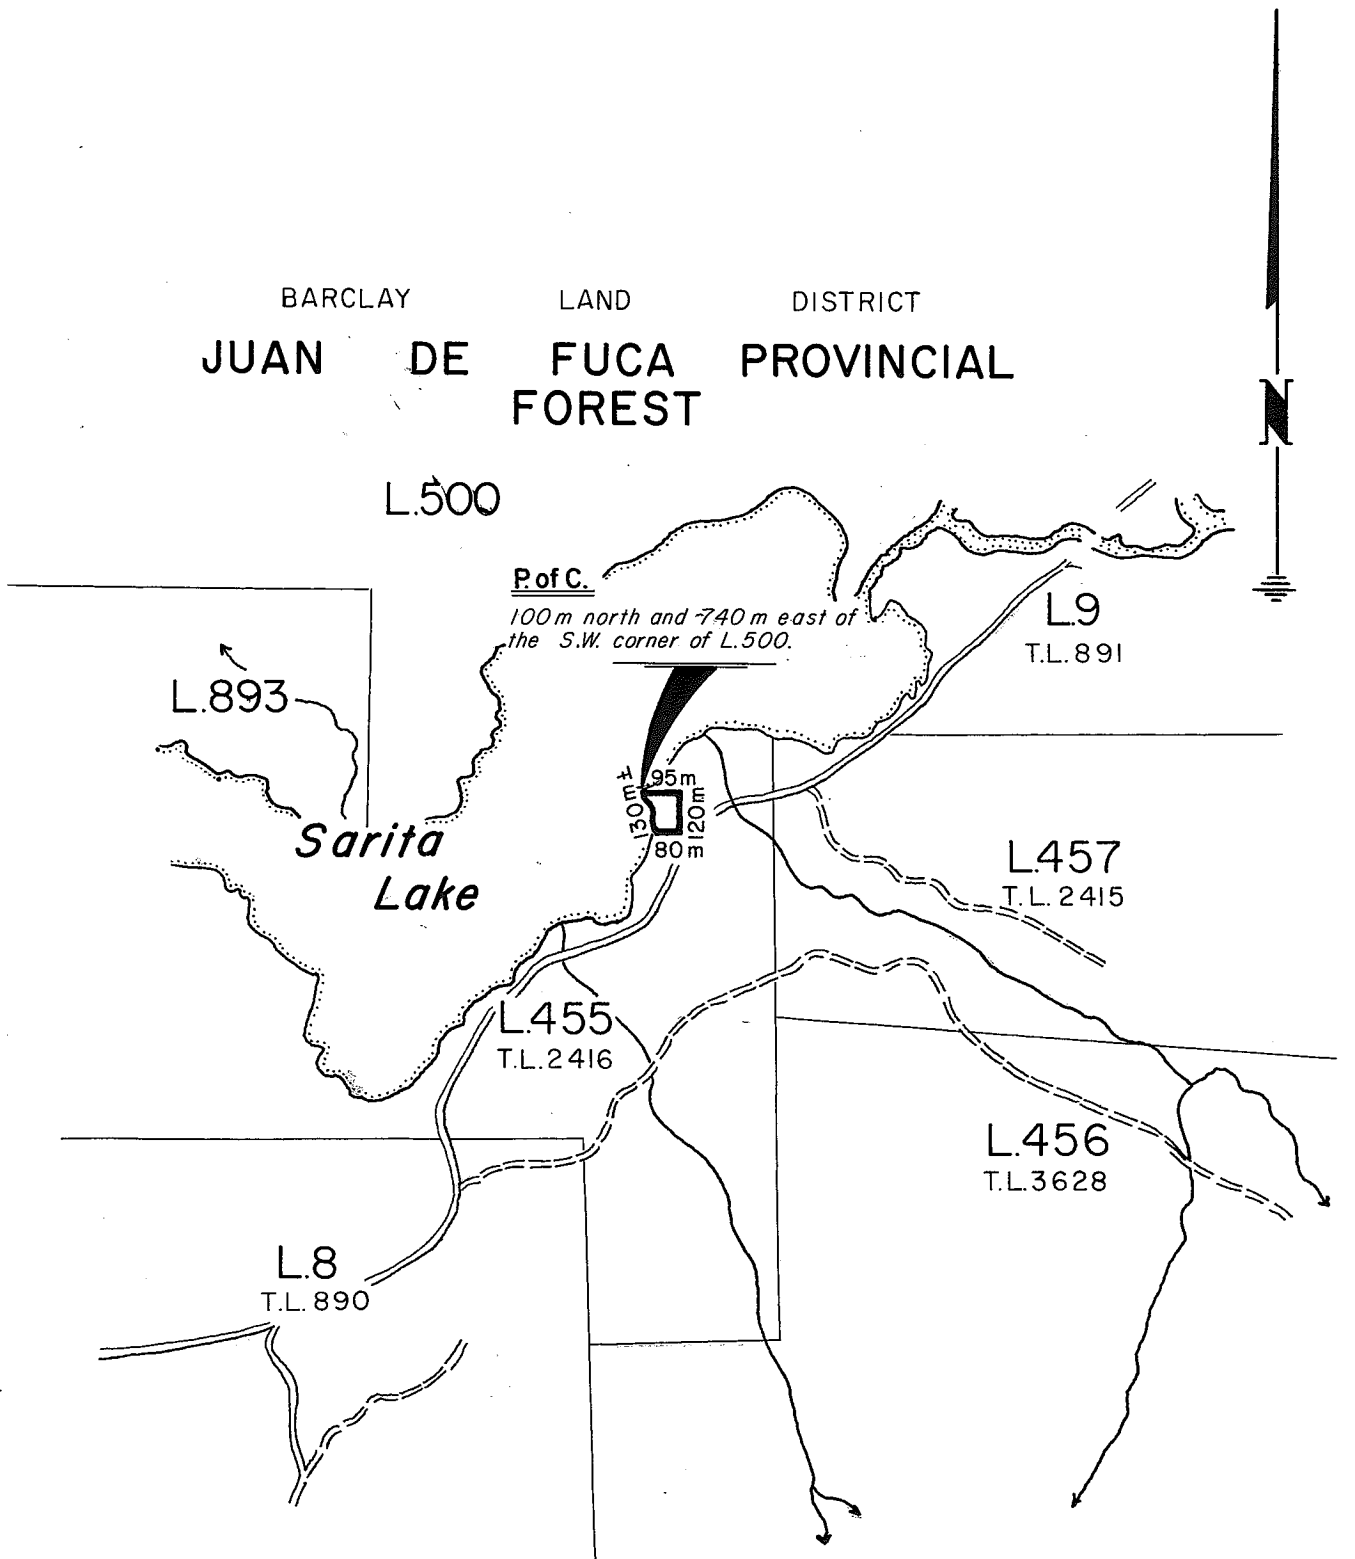 BARCLAY LAND DISTRICT
JUAN DE FUCA PROVINCIAL
FOREST
N
L.500
P. of C.
100 m north and 740 m east of
the S.W. corner of L.500.
L.9
T.L. 891
L.893
95 m
130 m ±
120 m
80 m
Sarita
Lake
L.457
T.L. 2415
L.455
T.L. 2416
L.456
T.L. 3628
L.8
T.L. 890